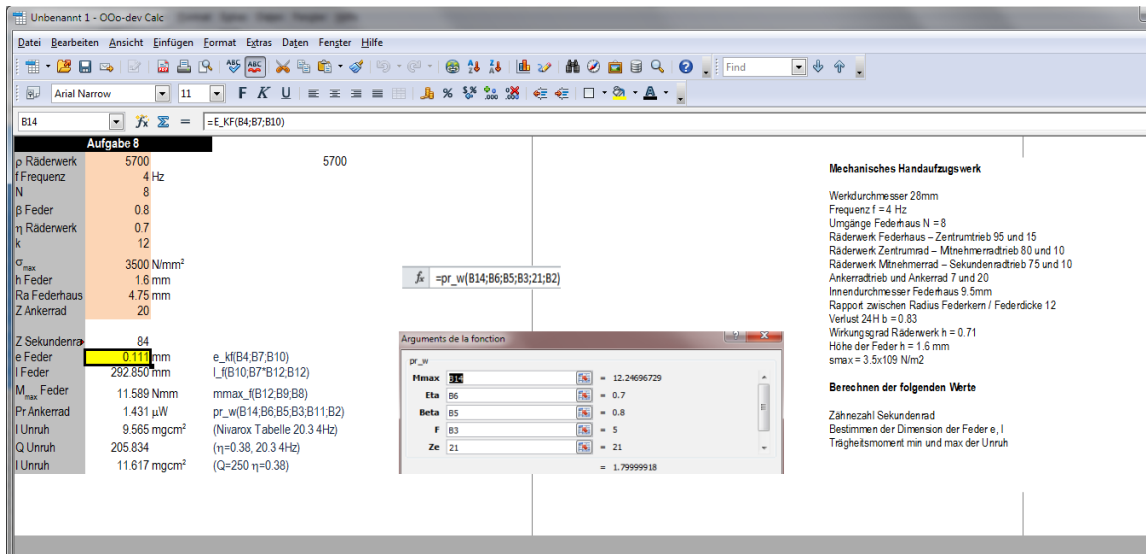 Unbenannt 1 - OOo-dev Calc
Datei Bearbeiten Ansicht Einfügen Format Extras Daten Fenster Hilfe
Find
Arial Narrow 11 F K U
B14 =E_KF(B4;B7;B10)
Aufgabe 8
ρ Räderwerk 5700 5700
f Frequenz 4 Hz
N 8
β Feder 0.8
η Räderwerk 0.7
k 12
σmax 3500 N/mm²
h Feder 1.6 mm
Ra Federhaus 4.75 mm
Z Ankerrad 20
Z Sekundenra 84
e Feder 0.111 mm e_kf(B4;B7;B10)
l Feder 292.850 mm l_f(B10;B7*B12;B12)
Mmax Feder 11.589 Nmm mmax_f(B12;B9;B8)
Pr Ankerrad 1.431 µW pr_w(B14;B6;B5;B3;B11;B2)
I Unruh 9.565 mgcm² (Nivarox Tabelle 20.3 4Hz)
Q Unruh 205.834 (η=0.38, 20.3 4Hz)
I Unruh 11.617 mgcm² (Q=250 η=0.38)
fx =pr_w(B14;B6;B5;B3;21;B2)
Arguments de la fonction
pr_w
Mmax B14 = 12.24696729
Eta B6 = 0.7
Beta B5 = 0.8
F B3 = 5
Ze 21 = 21
= 1.79999918
Mechanisches Handaufzugswerk
Werkdurchmesser 28mm
Frequenz f = 4 Hz
Umgänge Federhaus N = 8
Räderwerk Federhaus – Zentrumtrieb 95 und 15
Räderwerk Zentrumrad – Mitnehmerradtrieb 80 und 10
Räderwerk Mitnehmerrad – Sekundenradtrieb 75 und 10
Ankerradtrieb und Ankerrad 7 und 20
Innendurchmesser Federhaus 9.5mm
Rapport zwischen Radius Federkern / Federdicke 12
Verlust 24H b = 0.83
Wirkungsgrad Räderwerk h = 0.71
Höhe der Feder h = 1.6 mm
smax = 3.5x109 N/m2
Berechnen der folgenden Werte
Zähnezahl Sekundenrad
Bestimmen der Dimension der Feder e, l
Trägheitsmoment min und max der Unruh